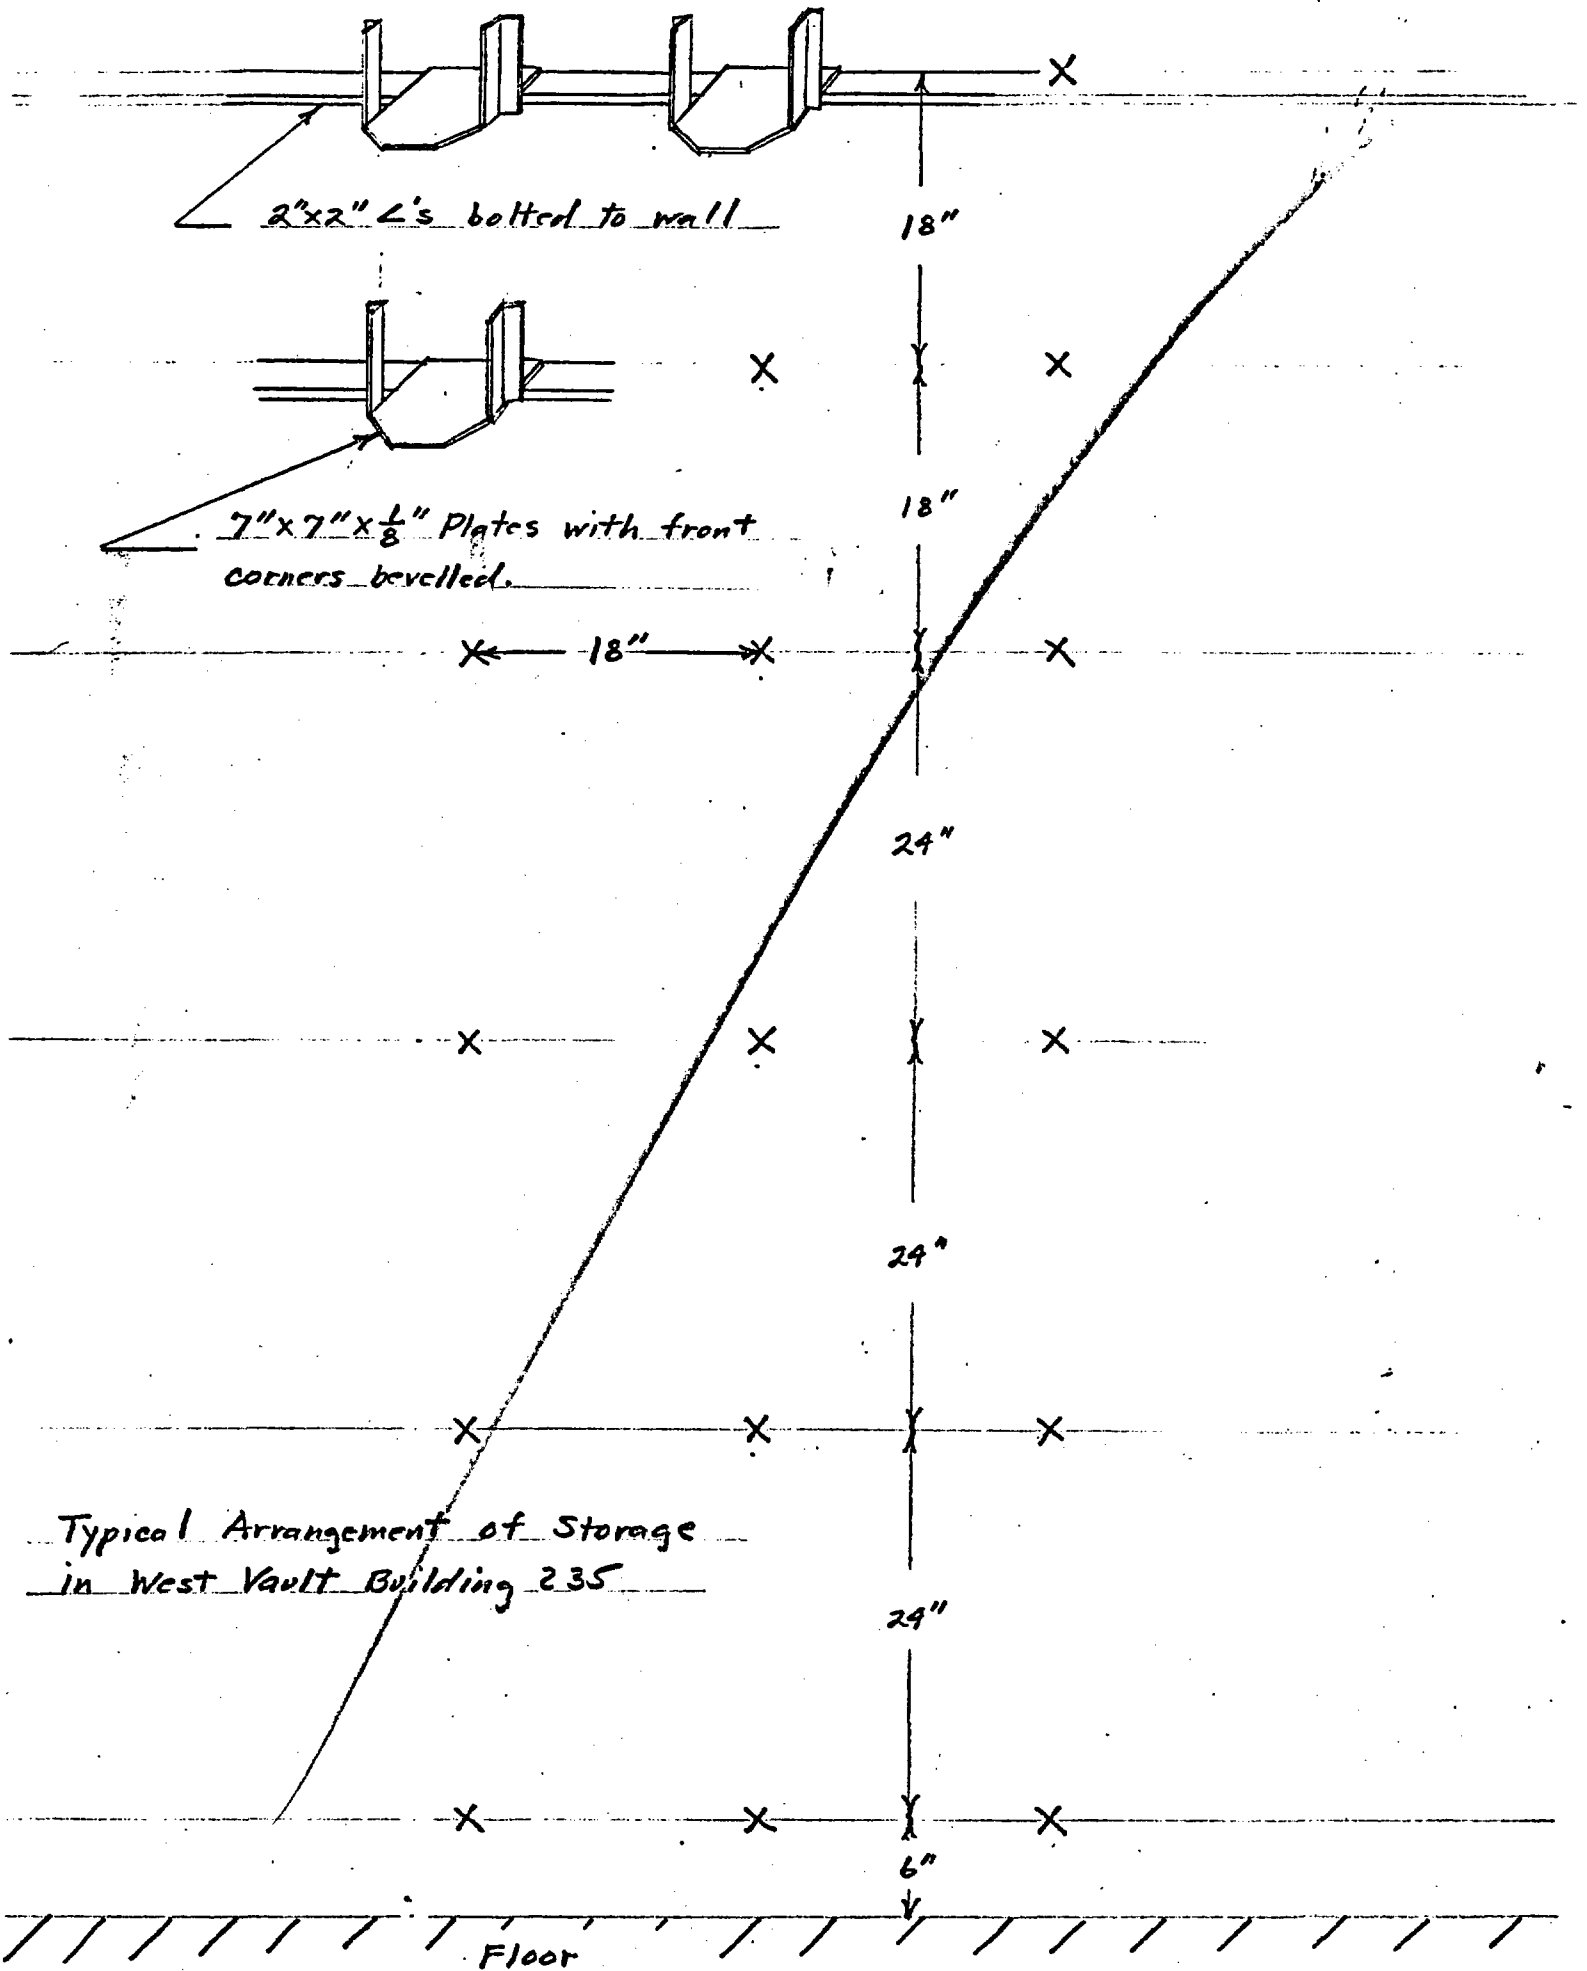 2"x2" ∠'s bolted to wall
18"
7"x7"x1/8" Plates with front
corners bevelled.
18"
18"
24"
24"
Typical Arrangement of Storage
in West Vault Building 235
24"
6"
Floor